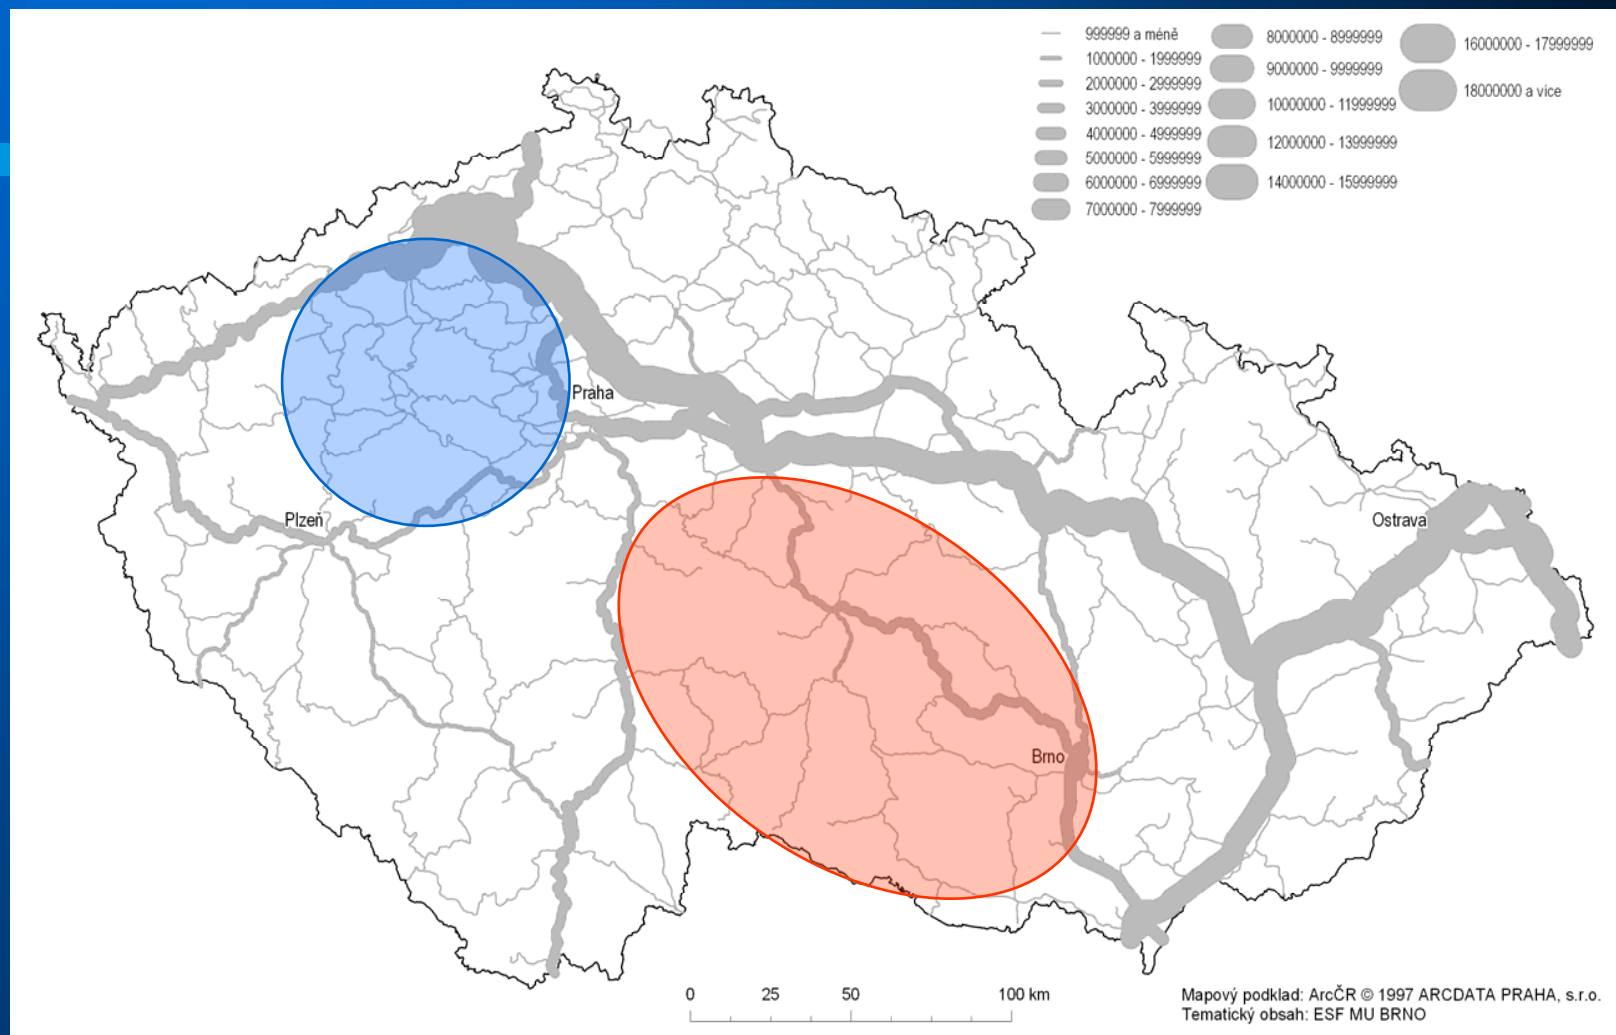 999999 a méně
1000000 - 1999999
2000000 - 2999999
3000000 - 3999999
4000000 - 4999999
5000000 - 5999999
6000000 - 6999999
7000000 - 7999999
8000000 - 8999999
9000000 - 9999999
10000000 - 11999999
12000000 - 13999999
14000000 - 15999999
16000000 - 17999999
18000000 a vice
Praha
Plzeň
Ostrava
Brno
0 25 50 100 km
Mapový podklad: ArcČR © 1997 ARCDATA PRAHA, s.r.o.
Tematický obsah: ESF MU BRNO